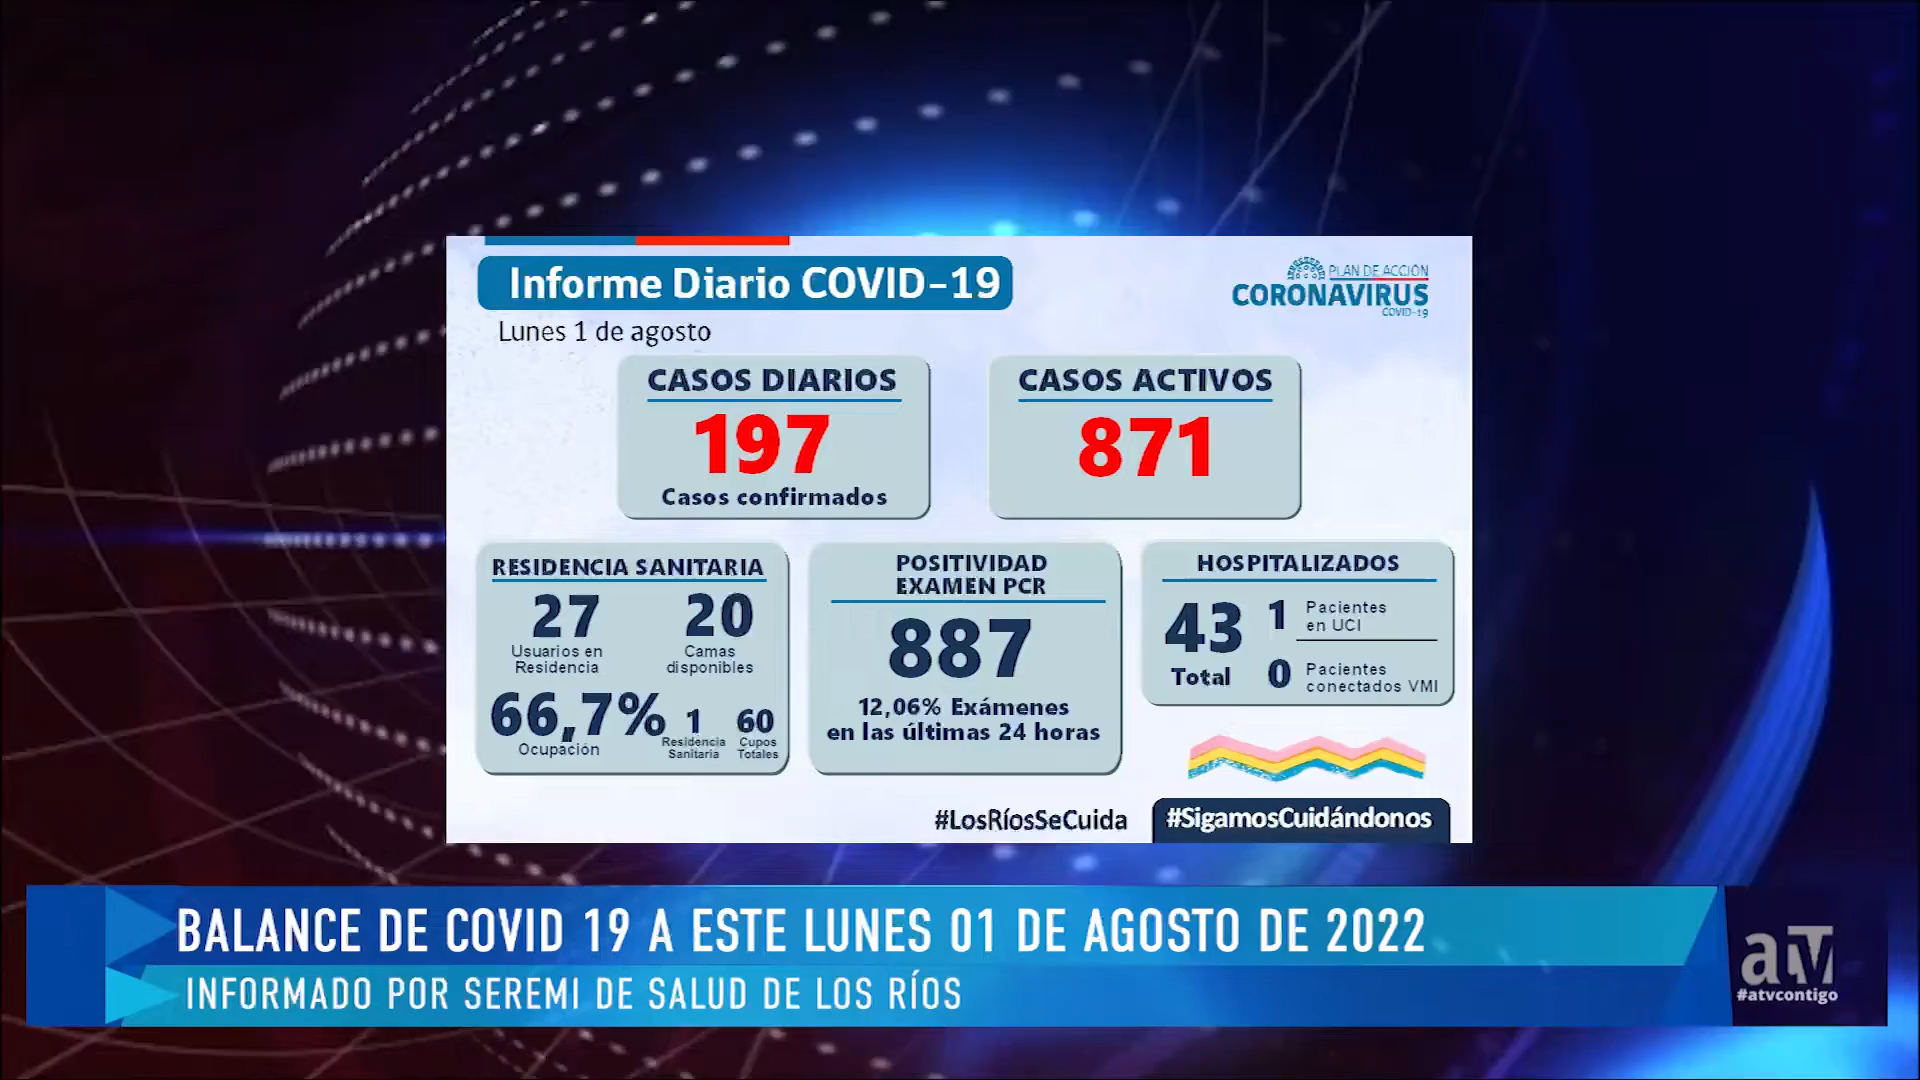 Informe Diario COVID-19
Lunes 1 de agosto
PLAN DE ACCIÓN
CORONAVIRUS
COVID-19
CASOS DIARIOS
197
Casos confirmados
CASOS ACTIVOS
871
RESIDENCIA SANITARIA
27
Usuarios en
Residencia
20
Camas
disponibles
66,7%
Ocupación
1
Residencia
Sanitaria
60
Cupos
Totales
POSITIVIDAD
EXAMEN PCR
887
12,06% Exámenes
en las últimas 24 horas
HOSPITALIZADOS
43
Total
1 Pacientes
en UCI
0 Pacientes
conectados VMI
#LosRíosSeCuida
#SigamosCuidándonos
BALANCE DE COVID 19 A ESTE LUNES 01 DE AGOSTO DE 2022
INFORMADO POR SEREMI DE SALUD DE LOS RÍOS
aTV
#atvcontigo